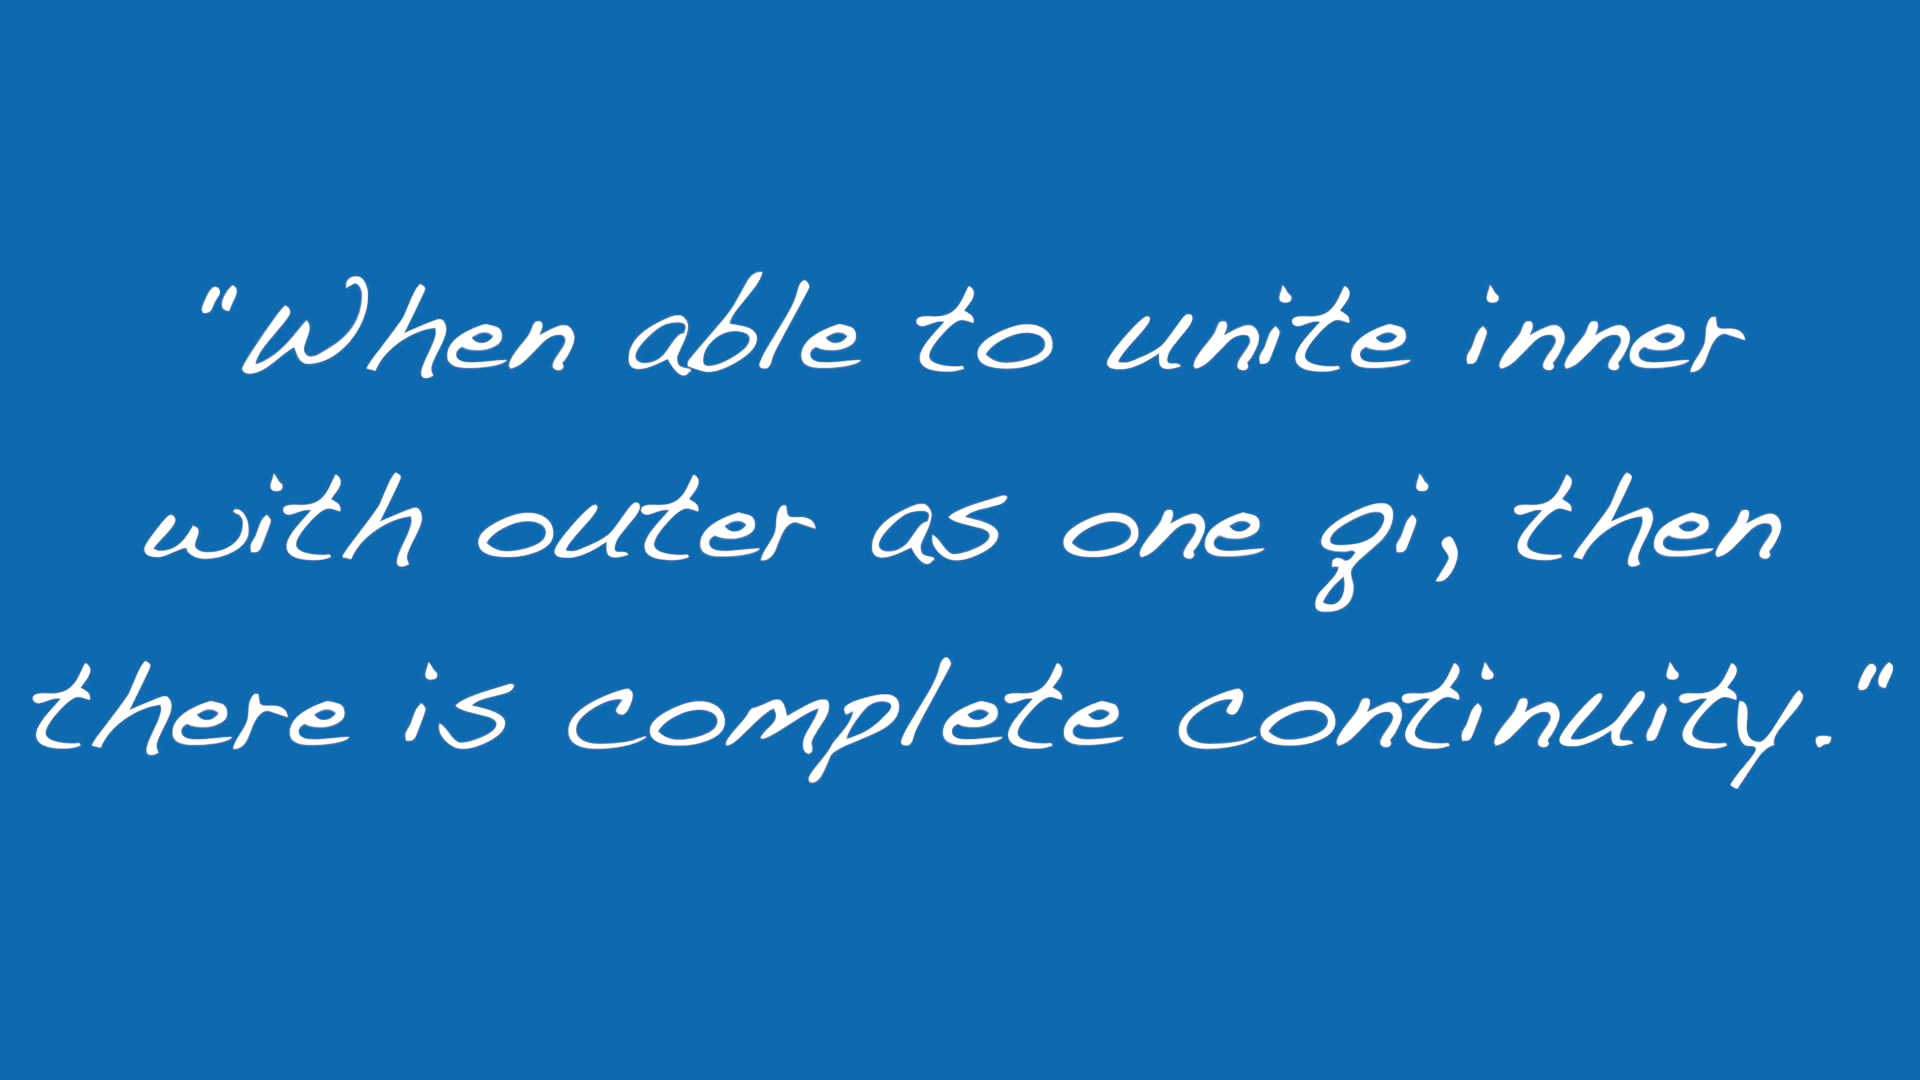 "When able to unite inner
with outer as one qi, then
there is complete continuity."